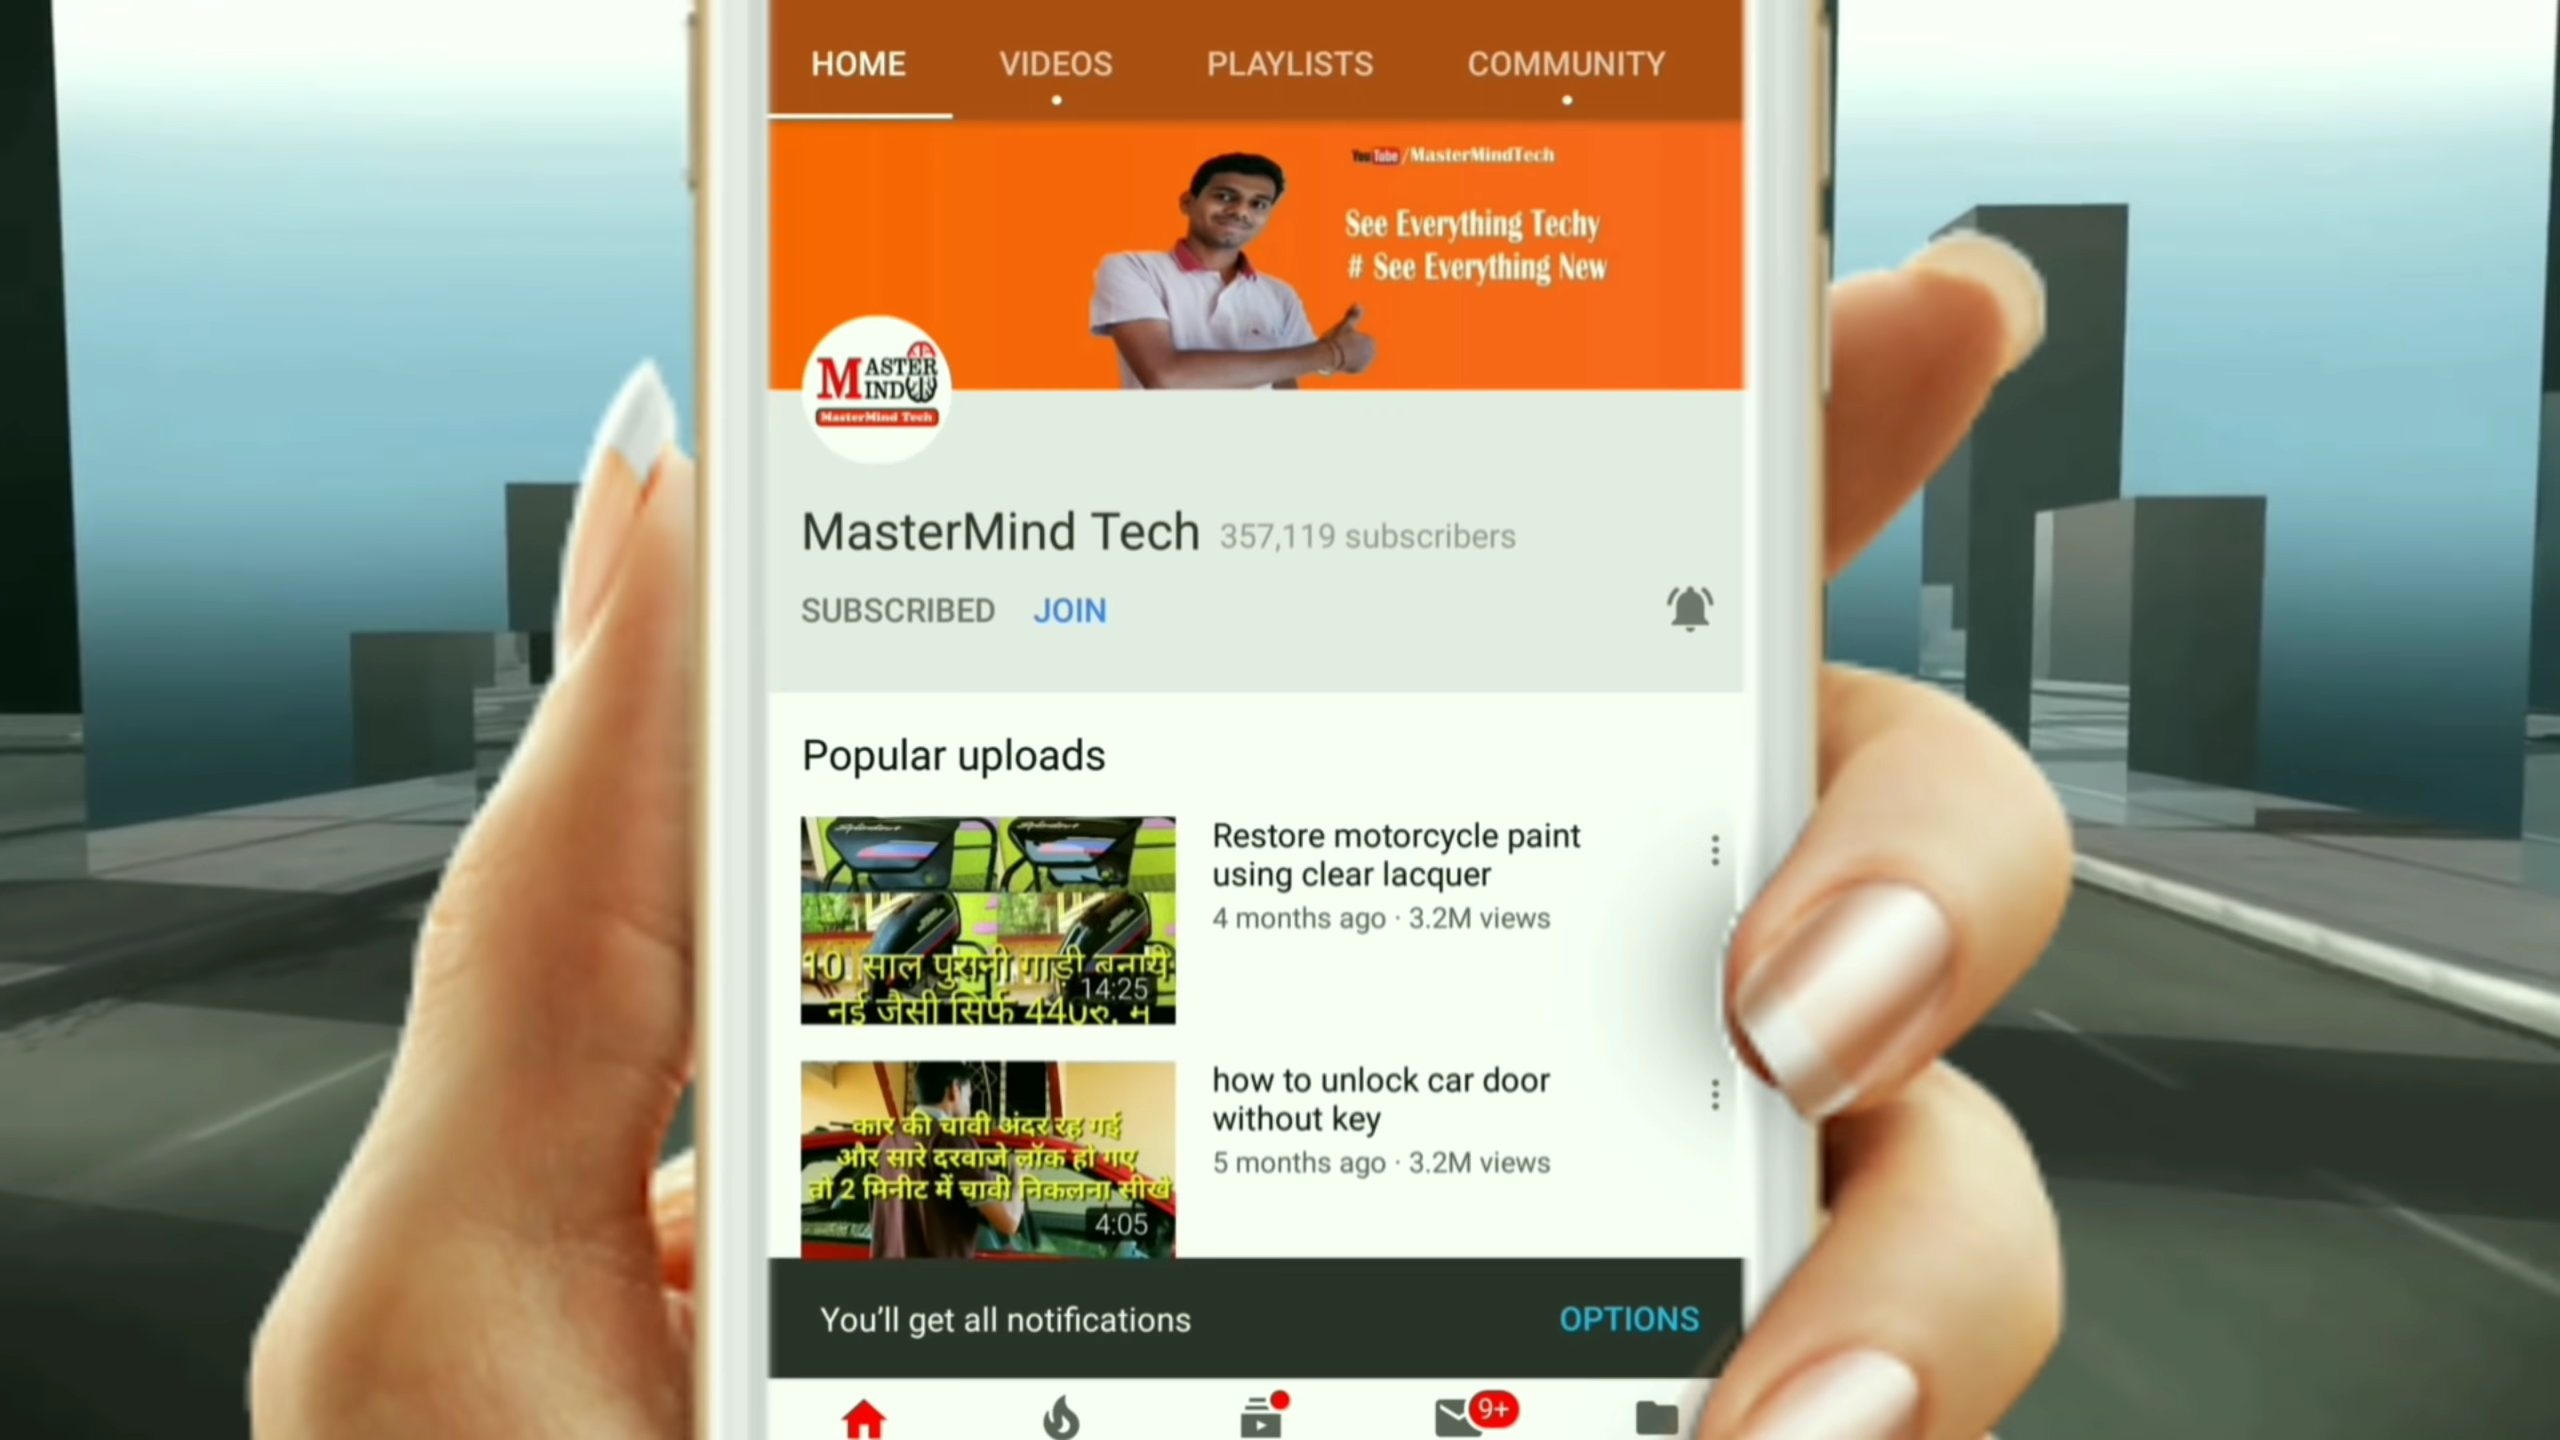 HOME VIDEOS PLAYLISTS COMMUNITY
YouTube /MasterMindTech
See Everything Techy
# See Everything New
MASTER
MIND
MasterMind Tech
MasterMind Tech 357,119 subscribers
SUBSCRIBED JOIN
Popular uploads
Restore motorcycle paint
using clear lacquer
4 months ago · 3.2M views
10 साल पुरानी गाड़ी बनाये
नई जैसी सिर्फ 440रु. में
14:25
how to unlock car door
without key
5 months ago · 3.2M views
कार की चावी अंदर रह गई
और सारे दरवाजे लॉक हो गए
तो 2 मिनीट में चावी निकलना सीखे
4:05
You'll get all notifications OPTIONS
9+